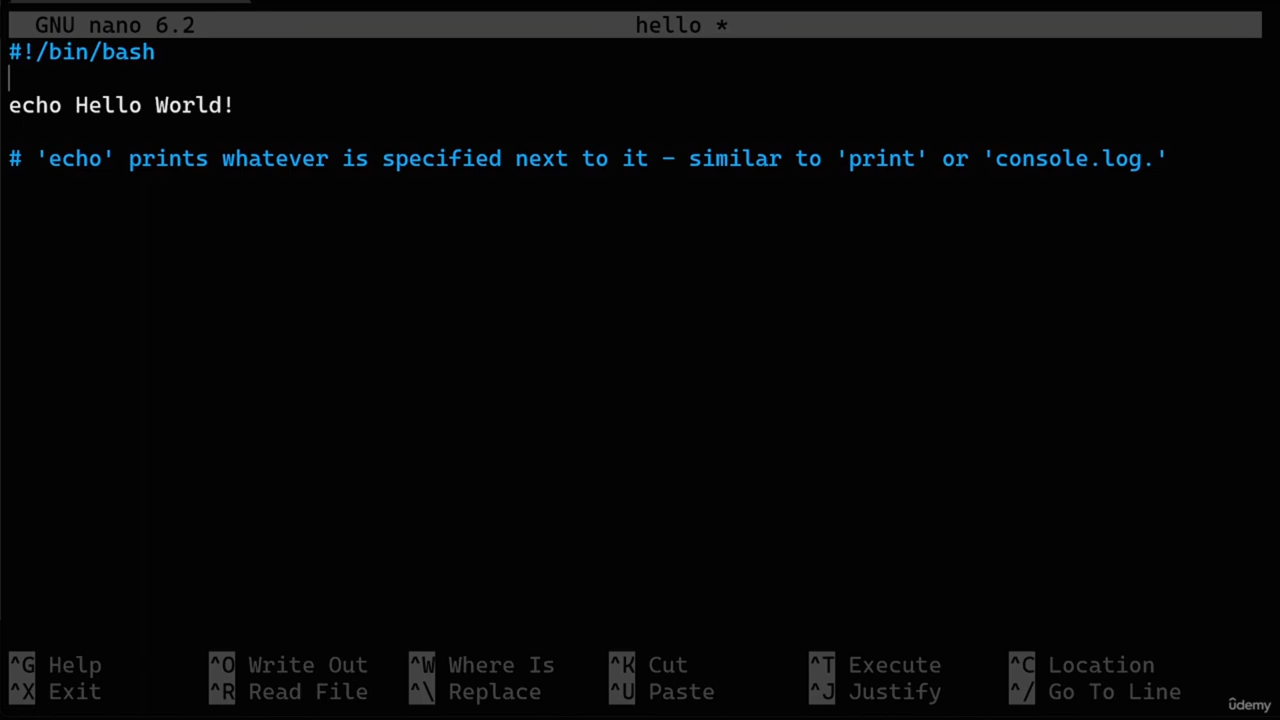 GNU nano 6.2 hello *
#!/bin/bash
echo Hello World!
# 'echo' prints whatever is specified next to it - similar to 'print' or 'console.log.'
^G Help ^O Write Out ^W Where Is ^K Cut ^T Execute ^C Location
^X Exit ^R Read File ^\ Replace ^U Paste ^J Justify ^/ Go To Line
ûdemy